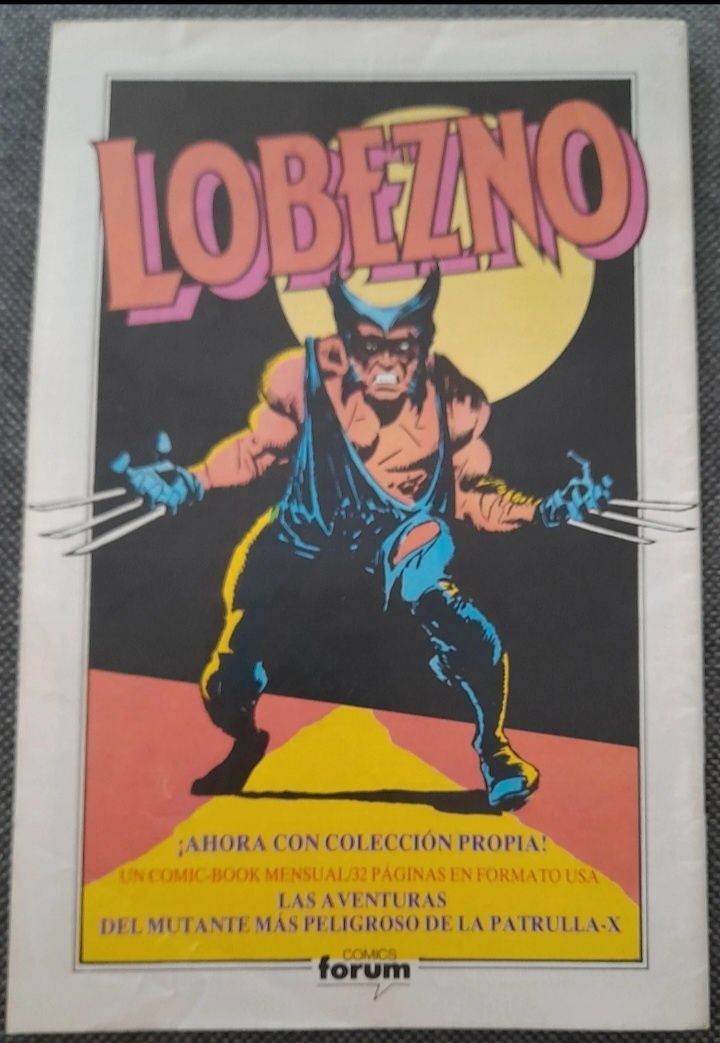 LOBEZNO
¡AHORA CON COLECCIÓN PROPIA!
UN COMIC-BOOK MENSUAL/32 PÁGINAS EN FORMATO USA
LAS AVENTURAS
DEL MUTANTE MÁS PELIGROSO DE LA PATRULLA-X
COMICS
forum